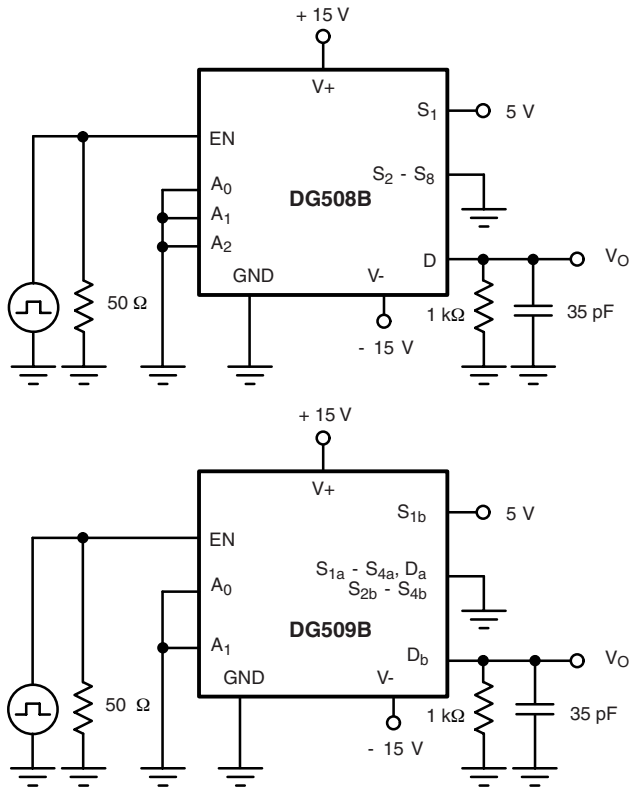 + 15 V
V+
S1
5 V
EN
S2 - S8
A0
DG508B
A1
A2
D
VO
GND
V-
50 Ω
1 kΩ
35 pF
- 15 V
+ 15 V
V+
S1b
5 V
EN
S1a - S4a, Da
A0
S2b - S4b
DG509B
A1
Db
VO
GND
V-
50 Ω
1 kΩ
35 pF
- 15 V